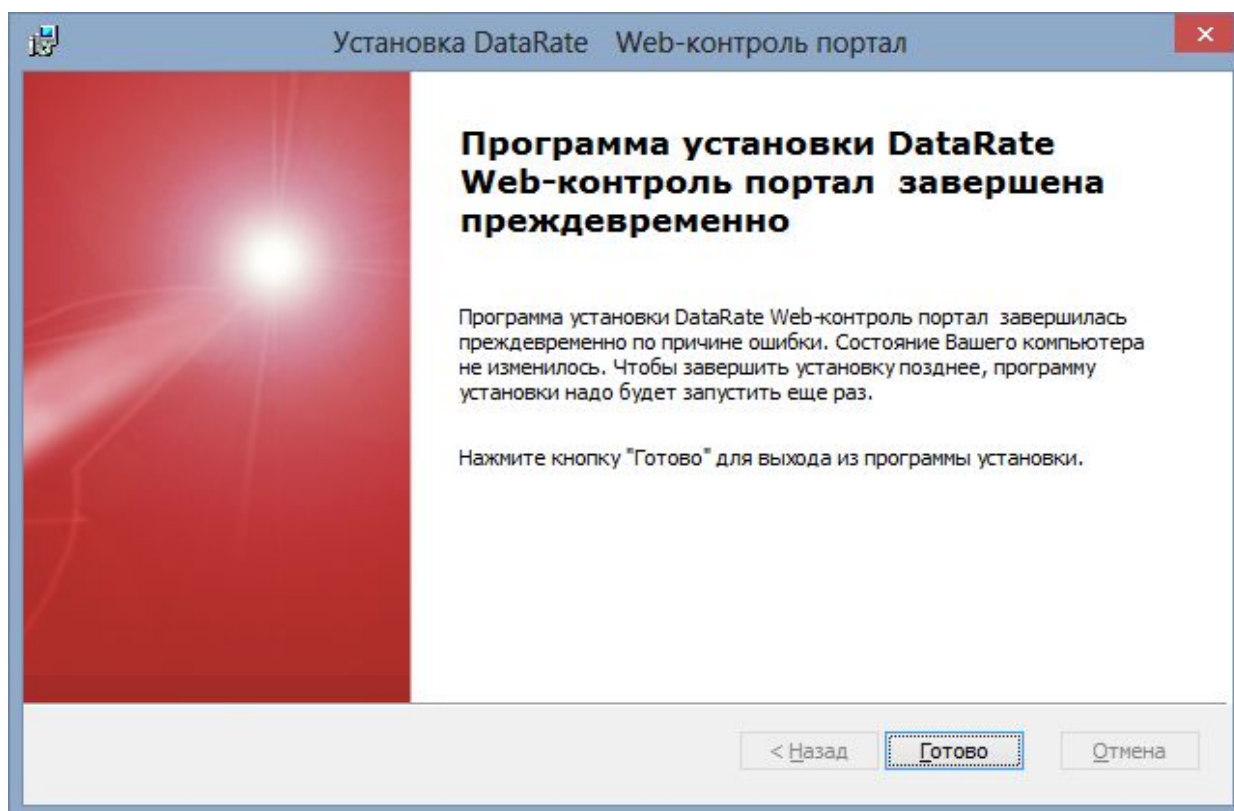 Установка DataRate Web-контроль портал
Программа установки DataRate
Web-контроль портал завершена
преждевременно
Программа установки DataRate Web-контроль портал завершилась
преждевременно по причине ошибки. Состояние Вашего компьютера
не изменилось. Чтобы завершить установку позднее, программу
установки надо будет запустить еще раз.
Нажмите кнопку "Готово" для выхода из программы установки.
< Назад Готово Отмена